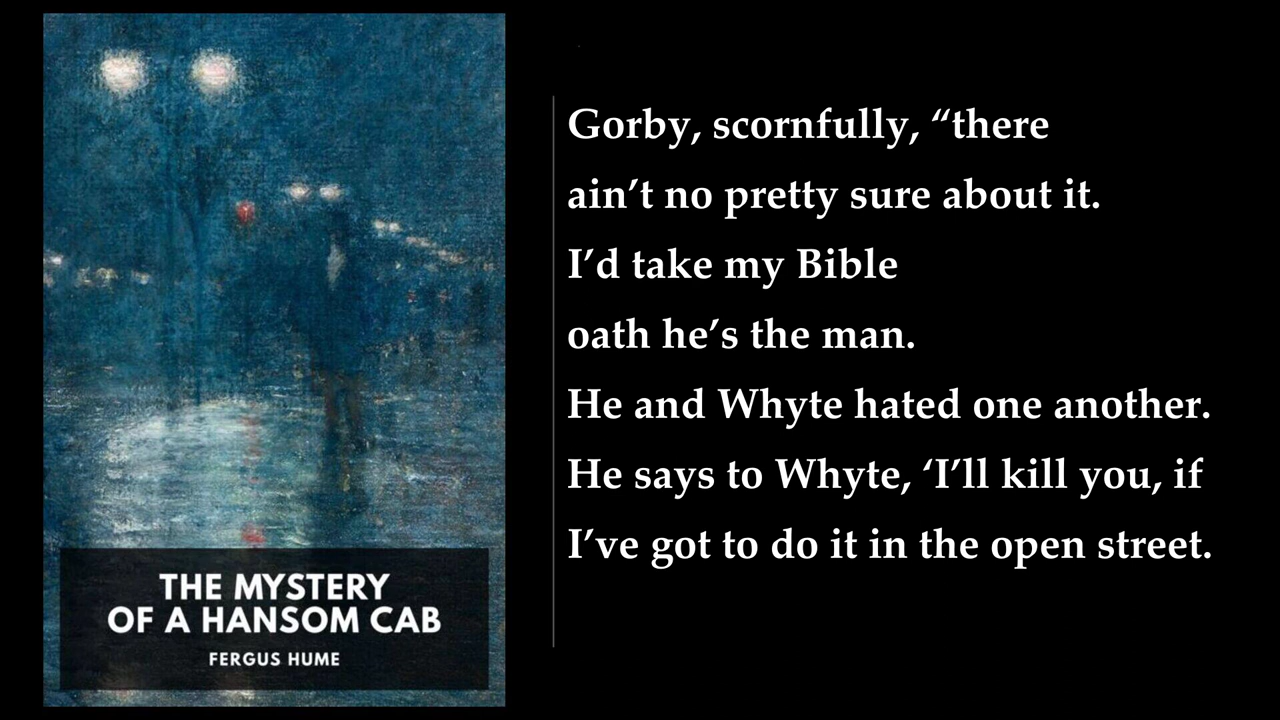 Gorby, scornfully, “there
ain’t no pretty sure about it.
I’d take my Bible
oath he’s the man.
He and Whyte hated one another.
He says to Whyte, ‘I’ll kill you, if
I’ve got to do it in the open street.
THE MYSTERY
OF A HANSOM CAB
FERGUS HUME